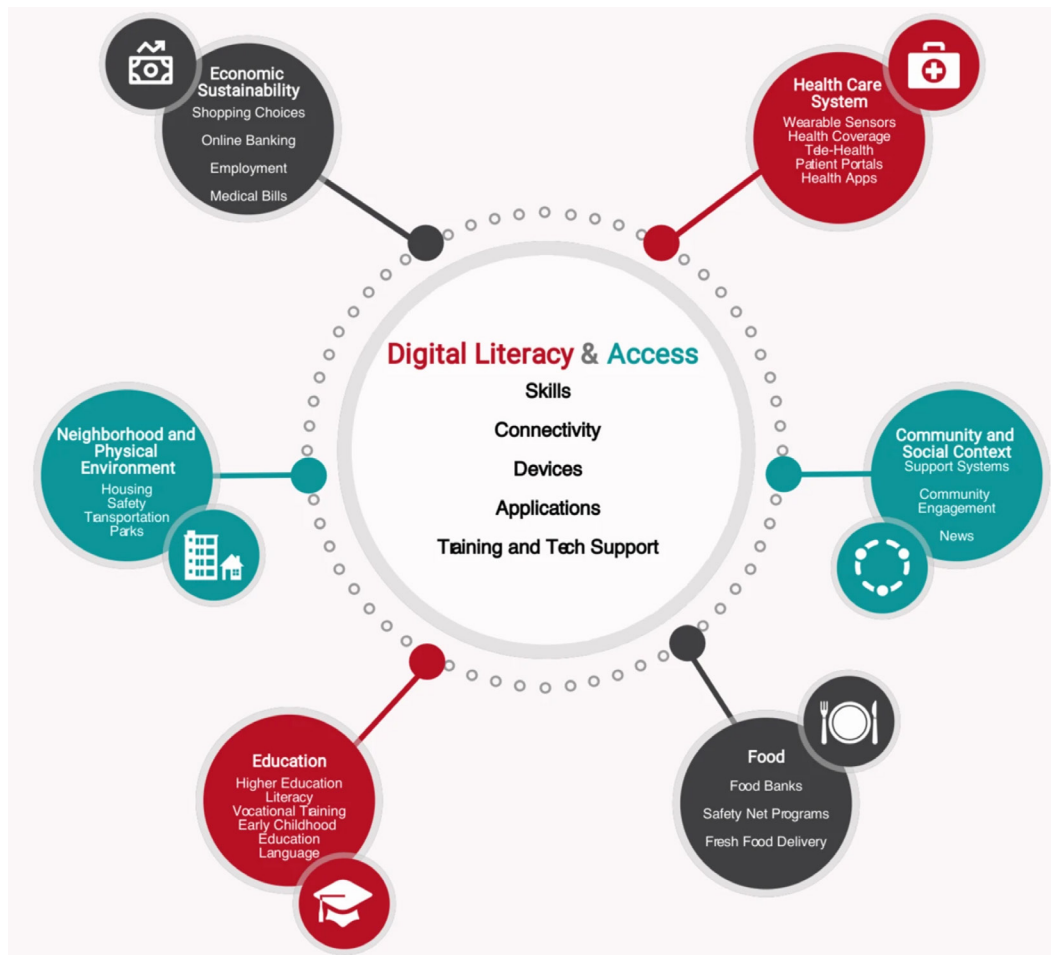 Economic
Sustainability
Shopping Choices
Online Banking
Employment
Medical Bills
Health Care
System
Wearable Sensors
Health Coverage
Tele-Health
Patient Portals
Health Apps
Digital Literacy & Access
Skills
Connectivity
Devices
Applications
Training and Tech Support
Neighborhood and
Physical
Environment
Housing
Safety
Transportation
Parks
Community and
Social Context
Support Systems
Community
Engagement
News
Education
Higher Education
Literacy
Vocational Training
Early Childhood
Education
Language
Food
Food Banks
Safety Net Programs
Fresh Food Delivery